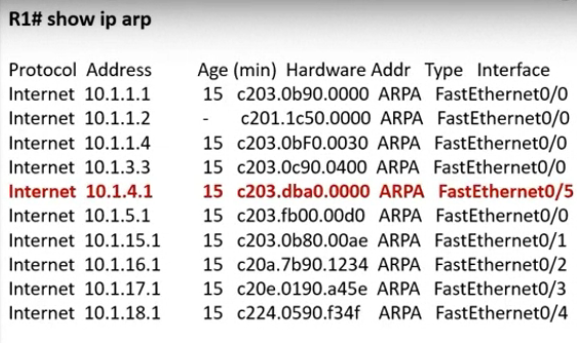 R1# show ip arp
Protocol Address Age (min) Hardware Addr Type Interface
Internet 10.1.1.1 15 c203.0b90.0000 ARPA FastEthernet0/0
Internet 10.1.1.2 - c201.1c50.0000 ARPA FastEthernet0/0
Internet 10.1.1.4 15 c203.0bF0.0030 ARPA FastEthernet0/0
Internet 10.1.3.3 15 c203.0c90.0400 ARPA FastEthernet0/0
Internet 10.1.4.1 15 c203.dba0.0000 ARPA FastEthernet0/5
Internet 10.1.5.1 15 c203.fb00.00d0 ARPA FastEthernet0/0
Internet 10.1.15.1 15 c203.0b80.00ae ARPA FastEthernet0/1
Internet 10.1.16.1 15 c20a.7b90.1234 ARPA FastEthernet0/2
Internet 10.1.17.1 15 c20e.0190.a45e ARPA FastEthernet0/3
Internet 10.1.18.1 15 c224.0590.f34f ARPA FastEthernet0/4